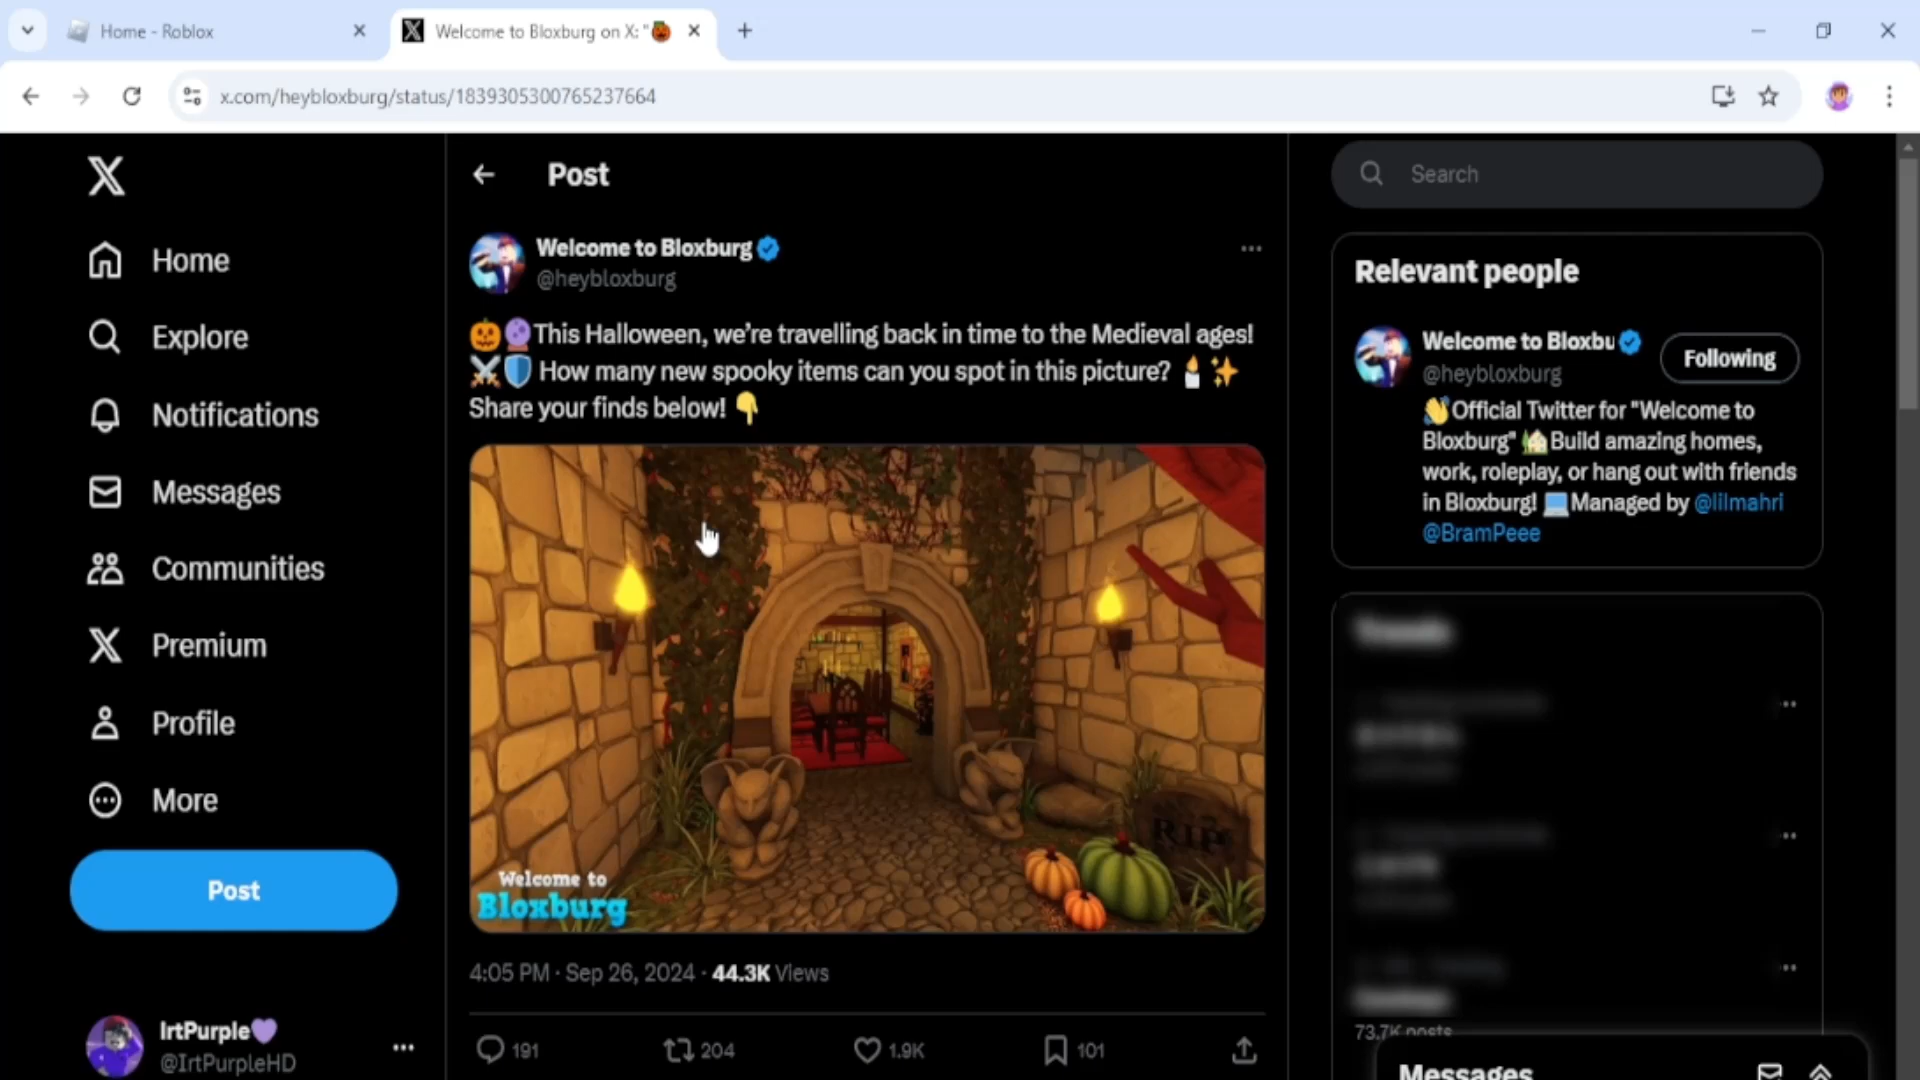 Home - Roblox
Welcome to Bloxburg on X: "🎃
x.com/heybloxburg/status/1839305300765237664
Home
Explore
Notifications
Messages
Communities
Premium
Profile
More
Post
IrtPurple💜
@IrtPurpleHD
Post
Welcome to Bloxburg
@heybloxburg
🎃🔮This Halloween, we're travelling back in time to the Medieval ages!
⚔️🛡️ How many new spooky items can you spot in this picture? 🕯️✨
Share your finds below! 👇
RIP
Welcome to
Bloxburg
4:05 PM · Sep 26, 2024 · 44.3K Views
191 204 1.9K 101
Search
Relevant people
Welcome to Bloxbu
@heybloxburg
Following
👋Official Twitter for "Welcome to
Bloxburg" 🏡Build amazing homes,
work, roleplay, or hang out with friends
in Bloxburg! 💻Managed by @lilmahri
@BramPeee
73.7K posts
Messages